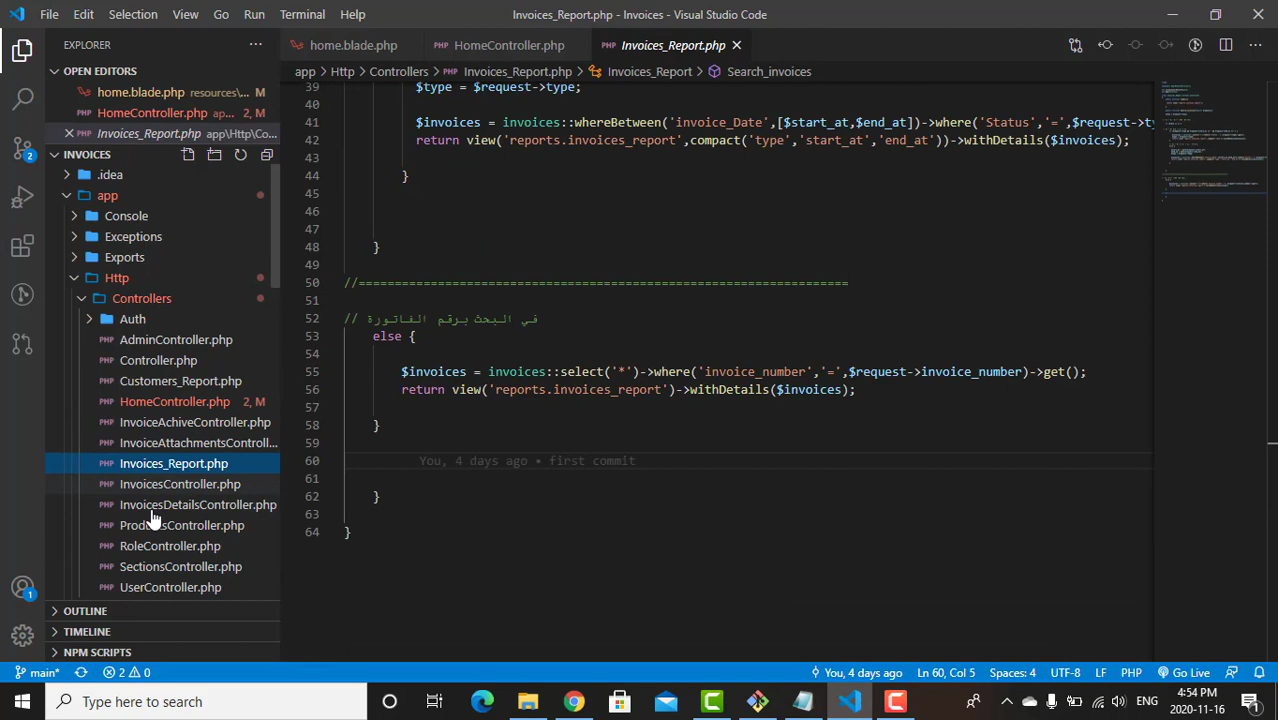 File Edit Selection View Go Run Terminal Help
Invoices_Report.php - Invoices - Visual Studio Code
EXPLORER
home.blade.php
HomeController.php
Invoices_Report.php
OPEN EDITORS
home.blade.php resources\... M
HomeController.php ap... 2, M
Invoices_Report.php app\Http\Co...
INVOICES
.idea
app
Console
Exceptions
Exports
Http
Controllers
Auth
AdminController.php
Controller.php
Customers_Report.php
HomeController.php 2, M
InvoiceAchiveController.php
InvoiceAttachmentsControll...
Invoices_Report.php
InvoicesController.php
InvoicesDetailsController.php
RoleController.php
SectionsController.php
UserController.php
OUTLINE
TIMELINE
NPM SCRIPTS
app > Http > Controllers > Invoices_Report.php > Invoices_Report > Search_invoices
39 $type = $request->type;
40
41 $invoices = invoices::whereBetween('invoice_Date',[$start_at,$end_at])->where('Status','=',$request->ty
42 return view('reports.invoices_report',compact('type','start_at','end_at'))->withDetails($invoices);
43
44 }
45
46
47
48 }
49
50 //====================================================================
51
52 // في البحث برقم الفاتورة
53 else {
54
55 $invoices = invoices::select('*')->where('invoice_number','=',$request->invoice_number)->get();
56 return view('reports.invoices_report')->withDetails($invoices);
57
58 }
59
60 You, 4 days ago • first commit
61
62 }
63
64 }
2
1
main* 2 0
You, 4 days ago Ln 60, Col 5 Spaces: 4 UTF-8 LF PHP Go Live
Type here to search
ENG
4:54 PM
2020-11-16
1